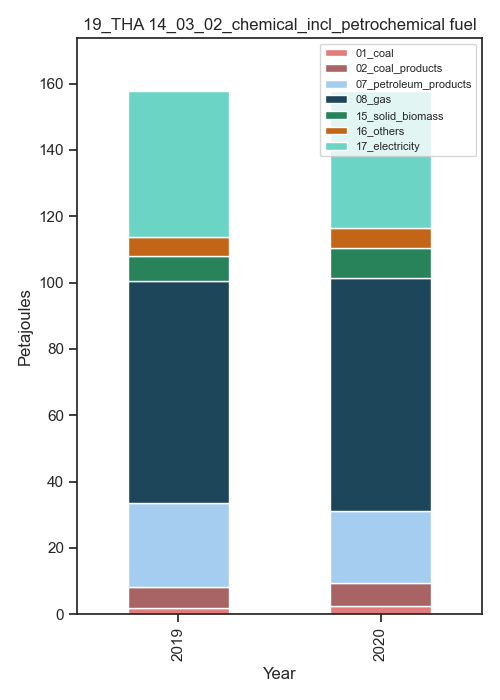 19_THA 14_03_02_chemical_incl_petrochemical fuel
01_coal
02_coal_products
07_petroleum_products
08_gas
15_solid_biomass
16_others
17_electricity
160
140
120
100
80
60
40
20
0
Petajoules
2019
2020
Year